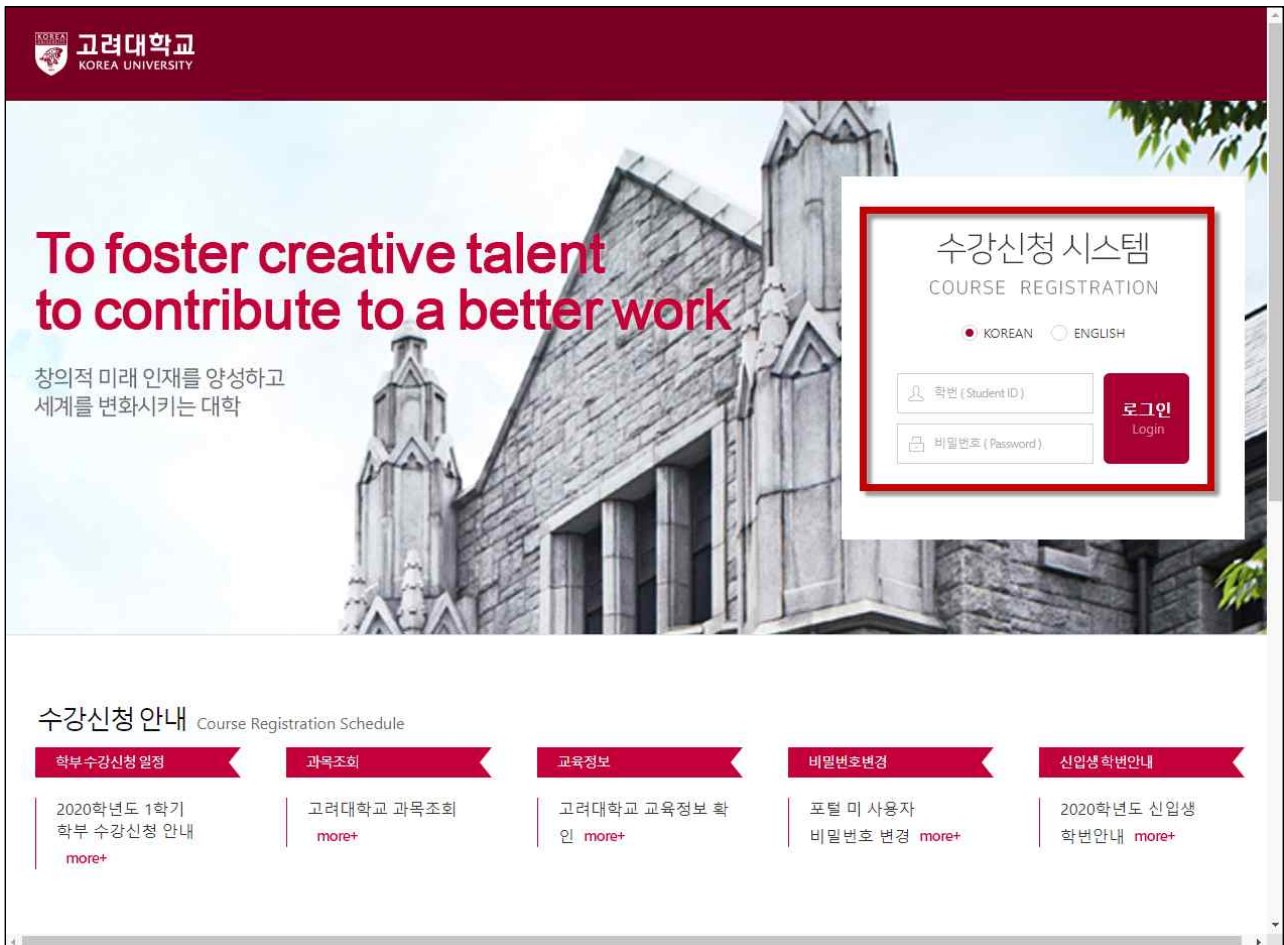 KOREA
고려대학교
KOREA UNIVERSITY
To foster creative talent
to contribute to a better work
창의적 미래 인재를 양성하고
세계를 변화시키는 대학
수강신청 시스템
COURSE REGISTRATION
KOREAN ENGLISH
학번 ( Student ID )
비밀번호 ( Password )
로그인
Login
수강신청 안내 Course Registration Schedule
학부 수강신청 일정
2020학년도 1학기
학부 수강신청 안내
more+
과목조회
고려대학교 과목조회
more+
교육정보
고려대학교 교육정보 확
인 more+
비밀번호변경
포털 미 사용자
비밀번호 변경 more+
신입생 학번안내
2020학년도 신입생
학번안내 more+